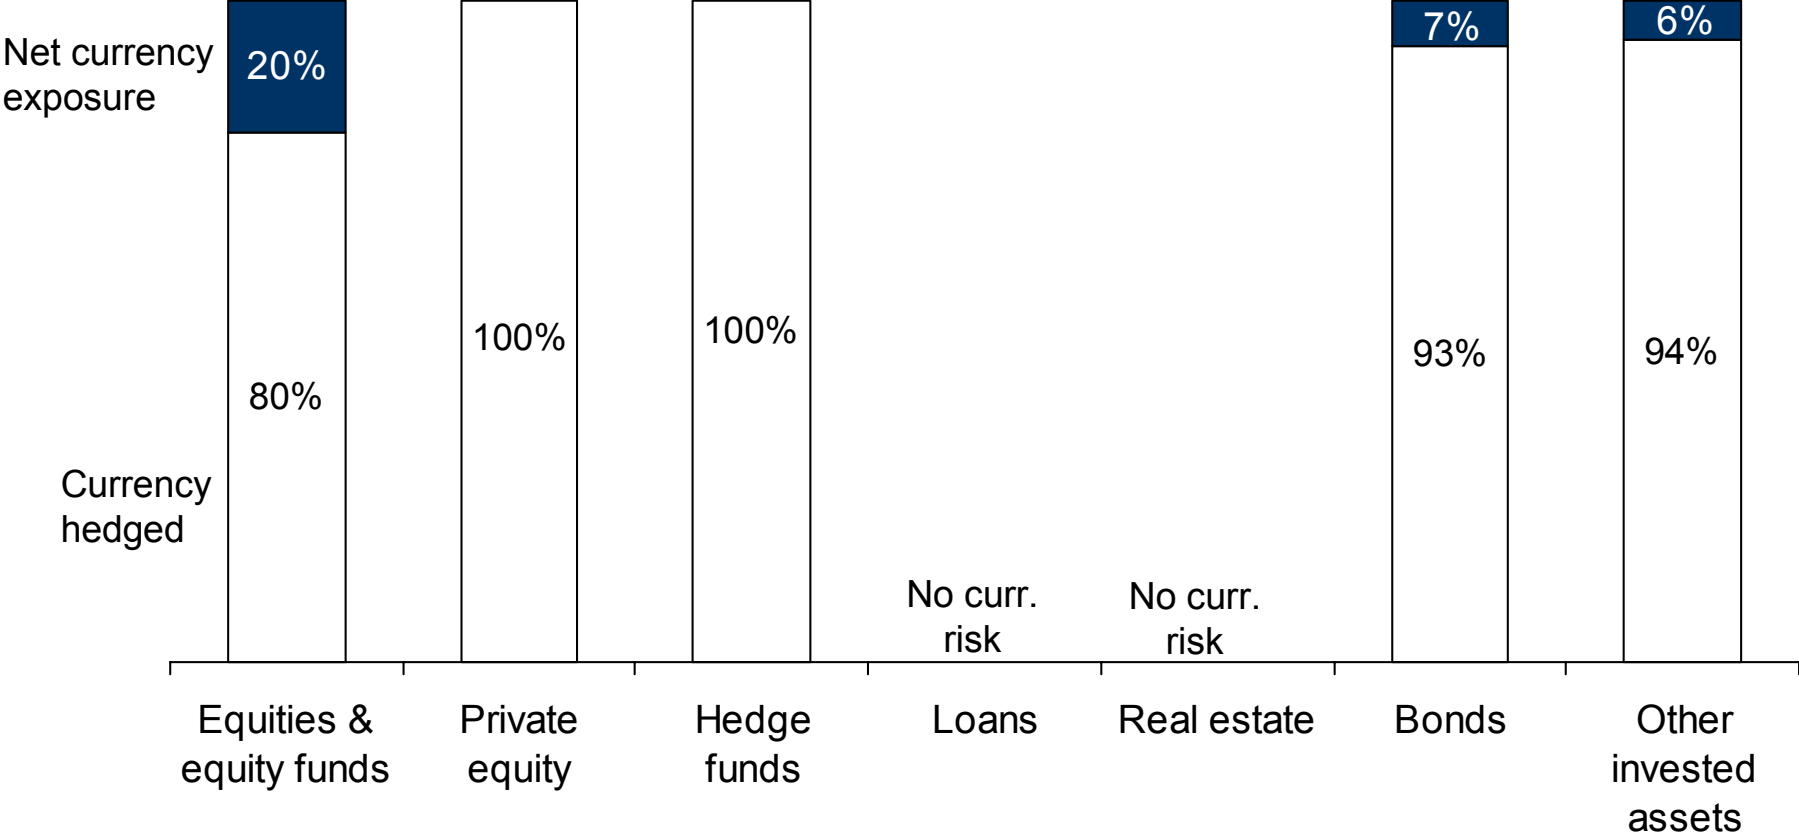 Net currency
exposure
20%
7%
6%
100%
100%
93%
94%
80%
Currency
hedged
No curr.
risk
No curr.
risk
Equities &
equity funds
Private
equity
Hedge
funds
Loans
Real estate
Bonds
Other
invested
assets